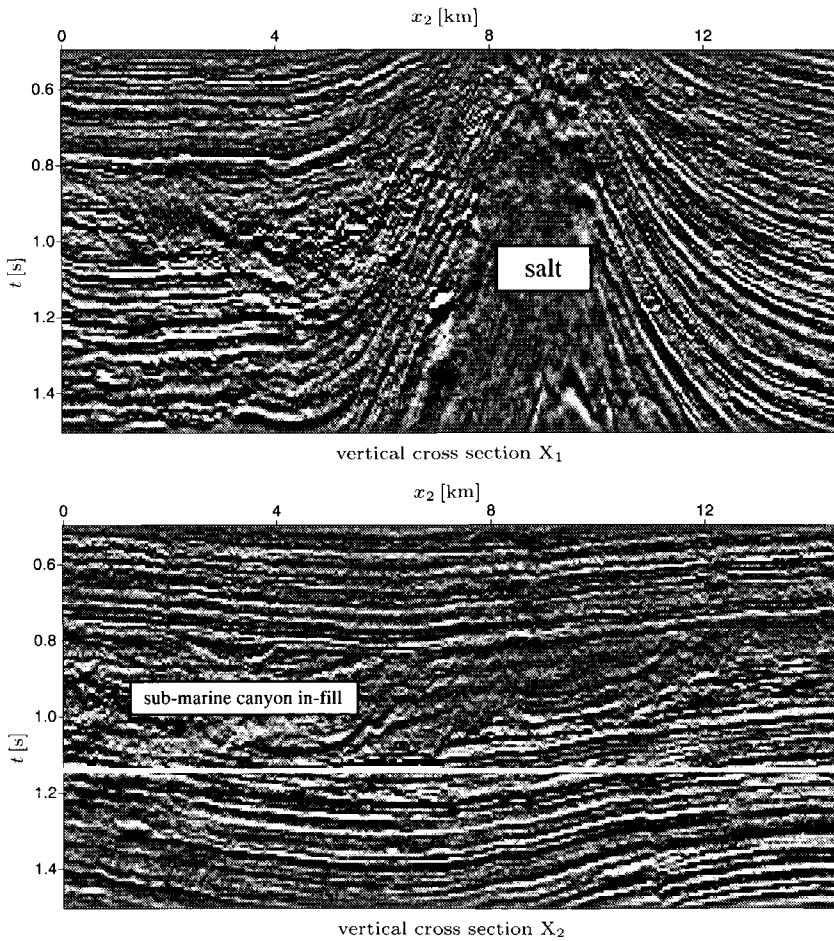 x₂ [km]
0 4 8 12
0.6
0.8
1.0
1.2
1.4
t [s]
salt
vertical cross section X₁
x₂ [km]
0 4 8 12
0.6
0.8
1.0
1.2
1.4
t [s]
sub-marine canyon in-fill
vertical cross section X₂